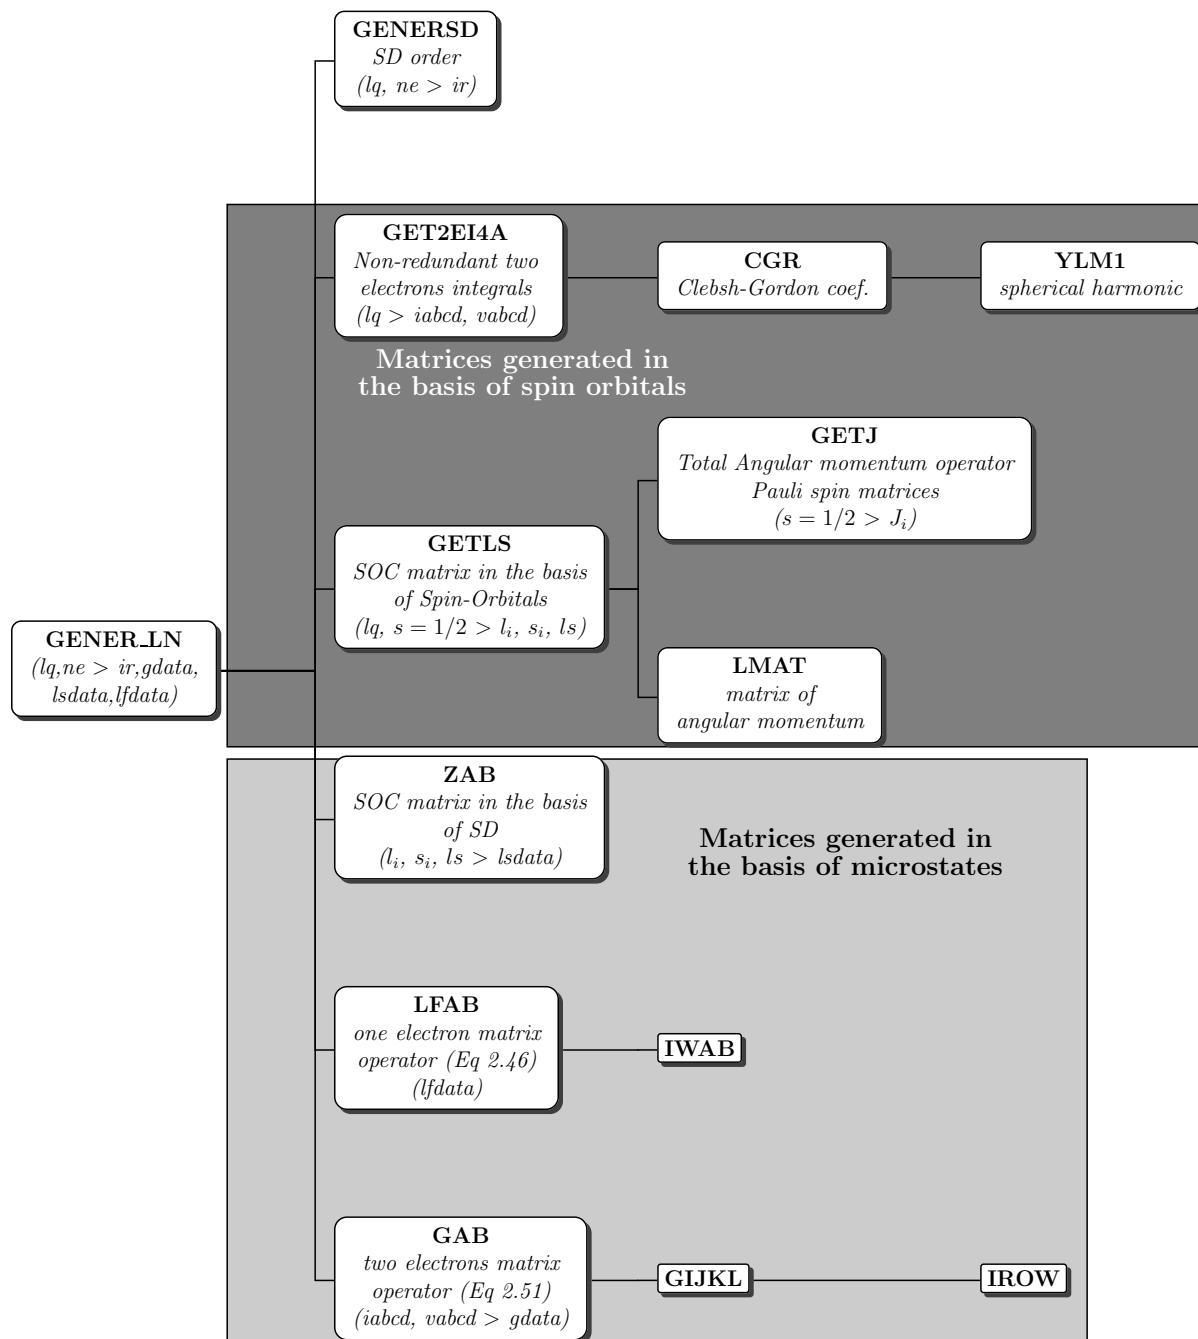 GENERSD
SD order
(lq, ne > ir)
GET2EI4A
Non-redundant two
electrons integrals
(lq > iabcd, vabcd)
CGR
Clebsh-Gordon coef.
YLM1
spherical harmonic
Matrices generated in
the basis of spin orbitals
GETJ
Total Angular momentum operator
Pauli spin matrices
(s = 1/2 > J_i)
GETLS
SOC matrix in the basis
of Spin-Orbitals
(lq, s = 1/2 > l_i, s_i, ls)
GENER_LN
(lq,ne > ir,gdata,
lsdata,lfdata)
LMAT
matrix of
angular momentum
ZAB
SOC matrix in the basis
of SD
(l_i, s_i, ls > lsdata)
Matrices generated in
the basis of microstates
LFAB
one electron matrix
operator (Eq 2.46)
(lfdata)
IWAB
GAB
two electrons matrix
operator (Eq 2.51)
(iabcd, vabcd > gdata)
GIJKL
IROW